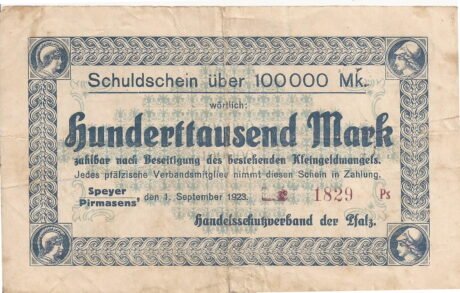 Schuldschein über 100000 Mk.
wörtlich:
Hunderttausend Mark
zahlbar nach Beseitigung des bestehenden Kleingeldmangels.
Jedes pfälzische Verbandsmitglied nimmt diesen Schein in Zahlung.
Speyer
Pirmasens, den 1. September 1923.
1829 Ps
Handelsschutzverband der Pfalz.